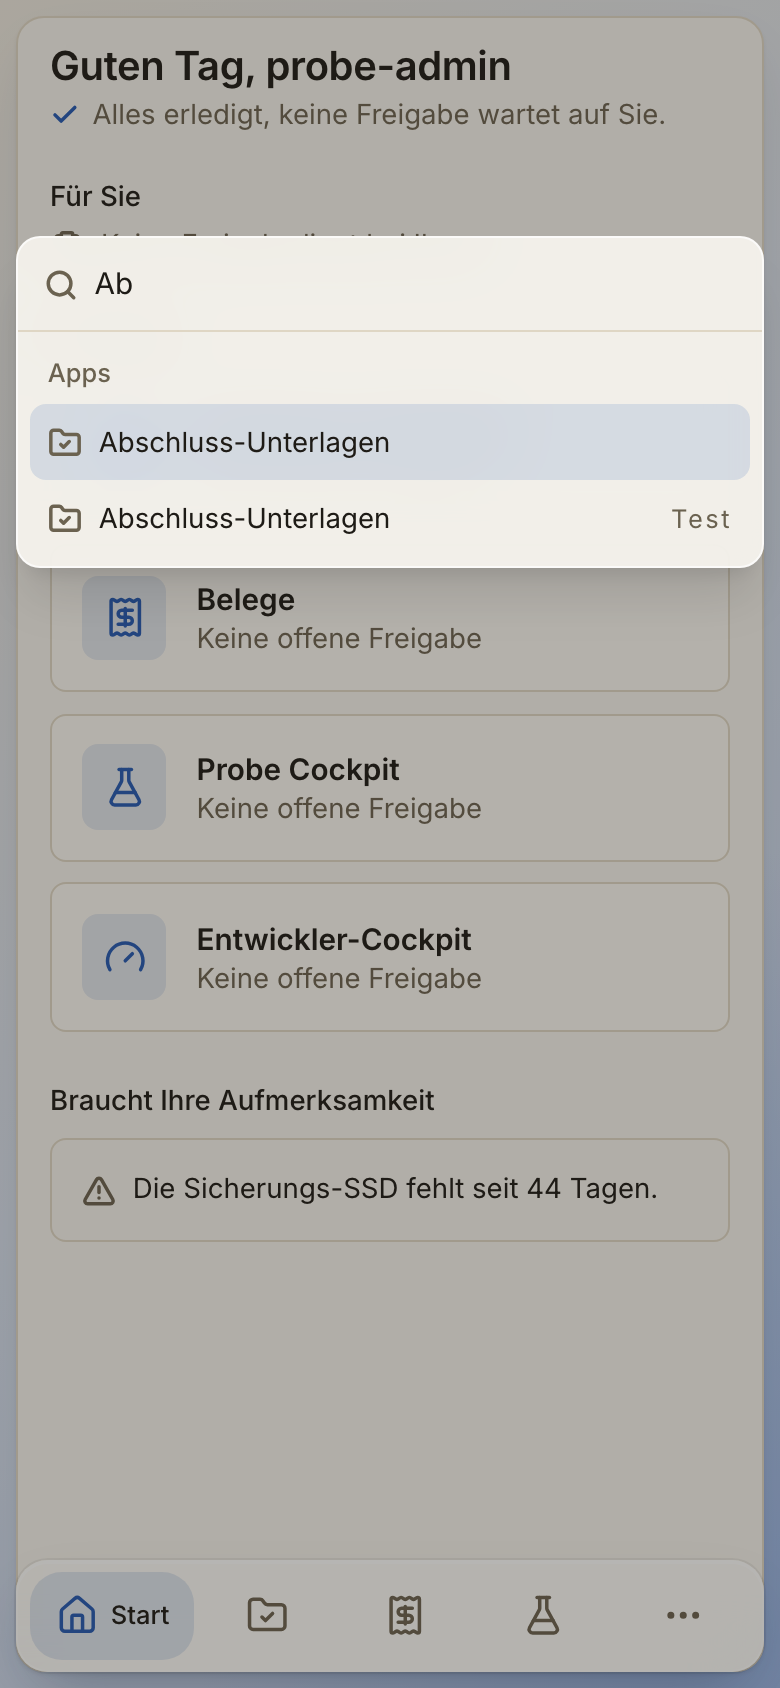 Guten Tag, probe-admin
Alles erledigt, keine Freigabe wartet auf Sie.
Für Sie
Ab
Apps
Abschluss-Unterlagen
Abschluss-Unterlagen Test
Belege
Keine offene Freigabe
Probe Cockpit
Keine offene Freigabe
Entwickler-Cockpit
Keine offene Freigabe
Braucht Ihre Aufmerksamkeit
Die Sicherungs-SSD fehlt seit 44 Tagen.
Start